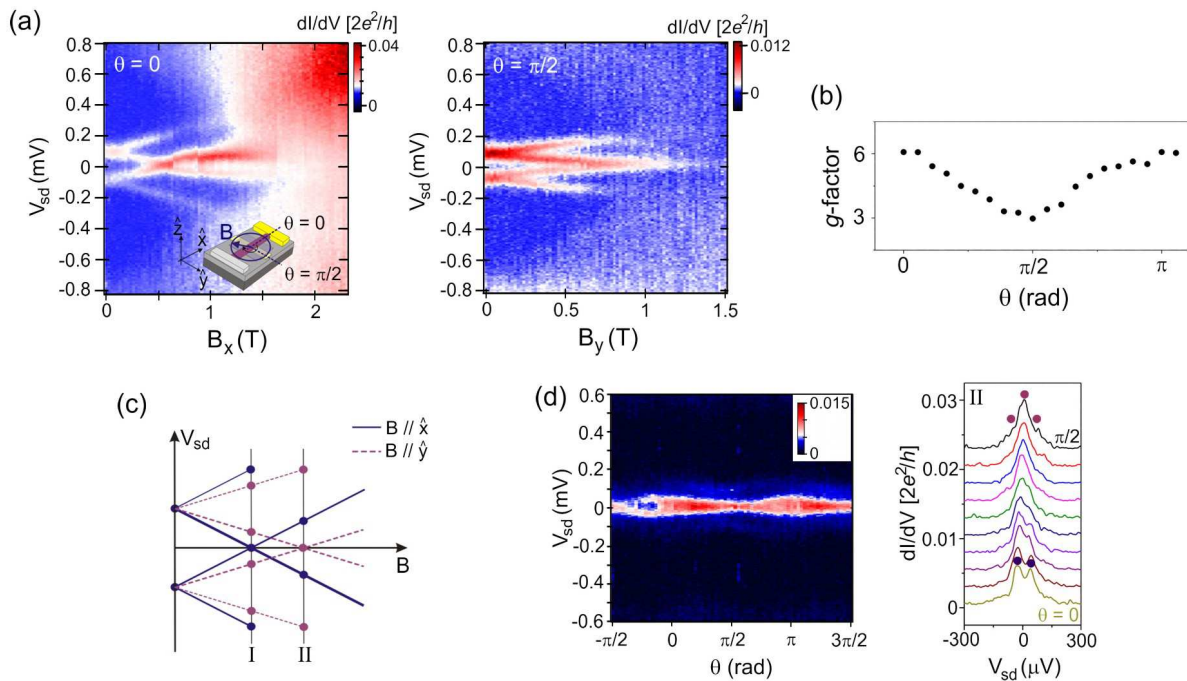 (a)
dI/dV [2e²/h]
0.04
0
θ = 0
0.8
0.6
0.4
0.2
0
-0.2
-0.4
-0.6
-0.8
V_sd (mV)
0
1
2
B_x (T)
ẑ
x̂
ŷ
B
θ = 0
θ = π/2
dI/dV [2e²/h]
0.012
0
θ = π/2
0.8
0.6
0.4
0.2
0
-0.2
-0.4
-0.6
-0.8
V_sd (mV)
0
0.5
1.0
1.5
B_y (T)
(b)
g-factor
6
3
0
π/2
π
θ (rad)
(c)
V_sd
B // x̂
B // ŷ
B
I
II
(d)
0.015
0
0.6
0.4
0.2
0
-0.2
-0.4
-0.6
V_sd (mV)
-π/2
0
π/2
π
3π/2
θ (rad)
II
dI/dV [2e²/h]
0.03
0.02
0.01
0
π/2
θ = 0
-300
0
300
V_sd (μV)